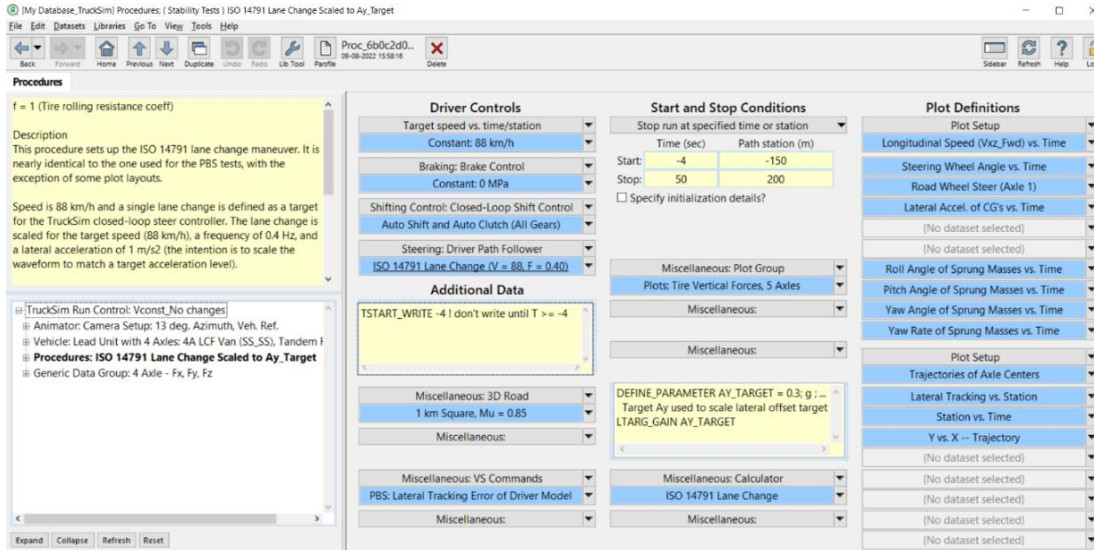 [My Database_TruckSim] Procedures; { Stability Tests } ISO 14791 Lane Change Scaled to Ay_Target
File Edit Datasets Libraries Go To View Tools Help
Back Forward Home Previous Next Duplicate Undo Redo Lib Tool Parsfile
Proc_6b0c2d0...
09-08-2022 15:58:16
Delete Sidebar Refresh Help
Procedures
f = 1 (Tire rolling resistance coeff)
Description
This procedure sets up the ISO 14791 lane change maneuver. It is
nearly identical to the one used for the PBS tests, with the
exception of some plot layouts.
Speed is 88 km/h and a single lane change is defined as a target
for the TruckSim closed-loop steer controller. The lane change is
scaled for the target speed (88 km/h), a frequency of 0.4 Hz, and
a lateral acceleration of 1 m/s2 (the intention is to scale the
waveform to match a target acceleration level).
TruckSim Run Control: Vconst_No changes
Animator: Camera Setup: 13 deg. Azimuth, Veh. Ref.
Vehicle: Lead Unit with 4 Axles: 4A LCF Van (SS_SS), Tandem
Procedures: ISO 14791 Lane Change Scaled to Ay_Target
Generic Data Group: 4 Axle - Fx, Fy, Fz
Expand Collapse Refresh Reset
Driver Controls
Target speed vs. time/station
Constant: 88 km/h
Braking: Brake Control
Constant: 0 MPa
Shifting Control: Closed-Loop Shift Control
Auto Shift and Auto Clutch (All Gears)
Steering: Driver Path Follower
ISO 14791 Lane Change (V = 88, F = 0.40)
Additional Data
TSTART_WRITE -4 ! don't write until T >= -4
Miscellaneous: 3D Road
1 km Square, Mu = 0.85
Miscellaneous:
Miscellaneous: VS Commands
PBS: Lateral Tracking Error of Driver Model
Miscellaneous:
Start and Stop Conditions
Stop run at specified time or station
Time (sec) Path station (m)
Start: -4 -150
Stop: 50 200
Specify initialization details?
Miscellaneous: Plot Group
Plots: Tire Vertical Forces, 5 Axles
Miscellaneous:
Miscellaneous:
DEFINE_PARAMETER AY_TARGET = 0.3; g ; ...
Target Ay used to scale lateral offset target
LTARG_GAIN AY_TARGET
Miscellaneous: Calculator
ISO 14791 Lane Change
Miscellaneous:
Plot Definitions
Plot Setup
Longitudinal Speed (Vxz_Fwd) vs. Time
Steering Wheel Angle vs. Time
Road Wheel Steer (Axle 1)
Lateral Accel. of CG's vs. Time
{No dataset selected}
{No dataset selected}
Roll Angle of Sprung Masses vs. Time
Pitch Angle of Sprung Masses vs. Time
Yaw Angle of Sprung Masses vs. Time
Yaw Rate of Sprung Masses vs. Time
Plot Setup
Trajectories of Axle Centers
Lateral Tracking vs. Station
Station vs. Time
Y vs. X -- Trajectory
{No dataset selected}
{No dataset selected}
{No dataset selected}
{No dataset selected}
{No dataset selected}